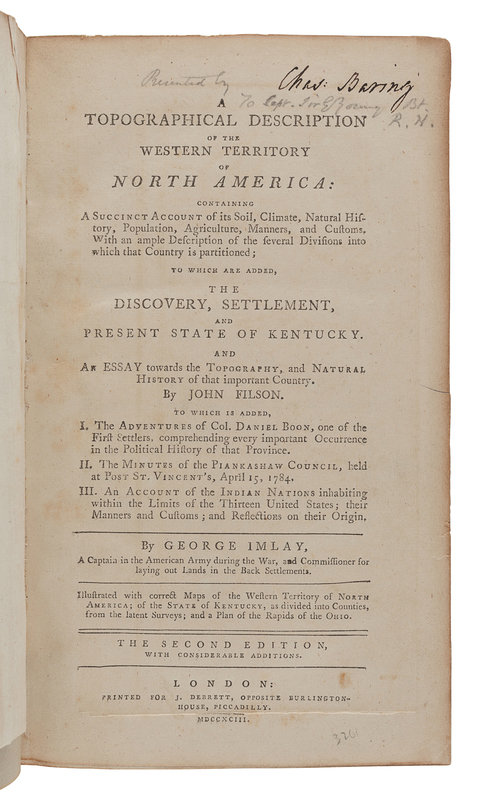 Presented by Chas: Baring
To Capt. Sir G
Bt.
R. N.
A
TOPOGRAPHICAL DESCRIPTION
OF THE
WESTERN TERRITORY
OF
NORTH AMERICA:
CONTAINING
A SUCCINCT ACCOUNT of its Soil, Climate, Natural Hiſ-
tory, Population, Agriculture, Manners, and Cuſtoms.
With an ample Deſcription of the ſeveral Diviſions into
which that Country is partitioned;
TO WHICH ARE ADDED,
THE
DISCOVERY, SETTLEMENT,
AND
PRESENT STATE OF KENTUCKY.
AND
AN ESSAY towards the TOPOGRAPHY, and NATURAL
HISTORY of that important Country.
By JOHN FILSON.
TO WHICH IS ADDED,
I. The ADVENTURES of Col. DANIEL BOON, one of the
Firſt Settlers, comprehending every important Occurrence
in the Political Hiſtory of that Province.
II. The MINUTES of the PIANKASHAW COUNCIL, held
at POST ST. VINCENT'S, April 15, 1784.
III. An ACCOUNT of the INDIAN NATIONS inhabiting
within the Limits of the Thirteen United States; their
Manners and Cuſtoms; and Reflections on their Origin.
By GEORGE IMLAY,
A Captain in the American Army during the War, and Commiſſioner for
laying out Lands in the Back Settlements.
Illuſtrated with correct Maps of the Weſtern Territory of NORTH
AMERICA; of the STATE of KENTUCKY, as divided into Counties,
from the lateſt Surveys; and a Plan of the Rapids of the OHIO.
THE SECOND EDITION,
WITH CONSIDERABLE ADDITIONS.
LONDON:
PRINTED FOR J. DEBRETT, OPPOSITE BURLINGTON-
HOUSE, PICCADILLY.
MDCCXCIII.